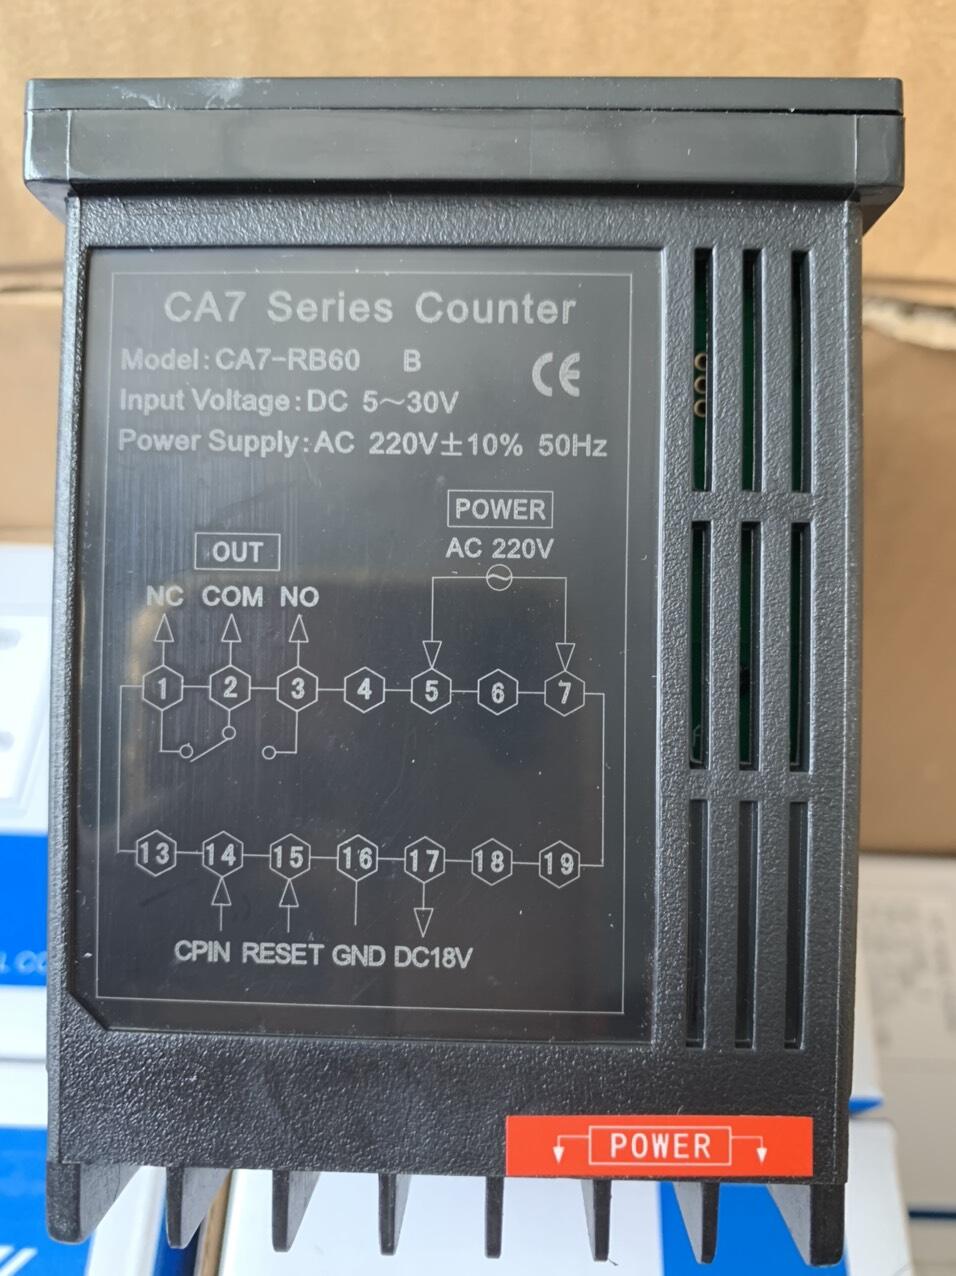 CA7 Series Counter
Model:CA7-RB60 B
CE
Input Voltage:DC 5~30V
Power Supply:AC 220V±10% 50Hz
POWER
AC 220V
OUT
NC COM NO
1 2 3 4 5 6 7
13 14 15 16 17 18 19
CPIN RESET GND DC18V
POWER